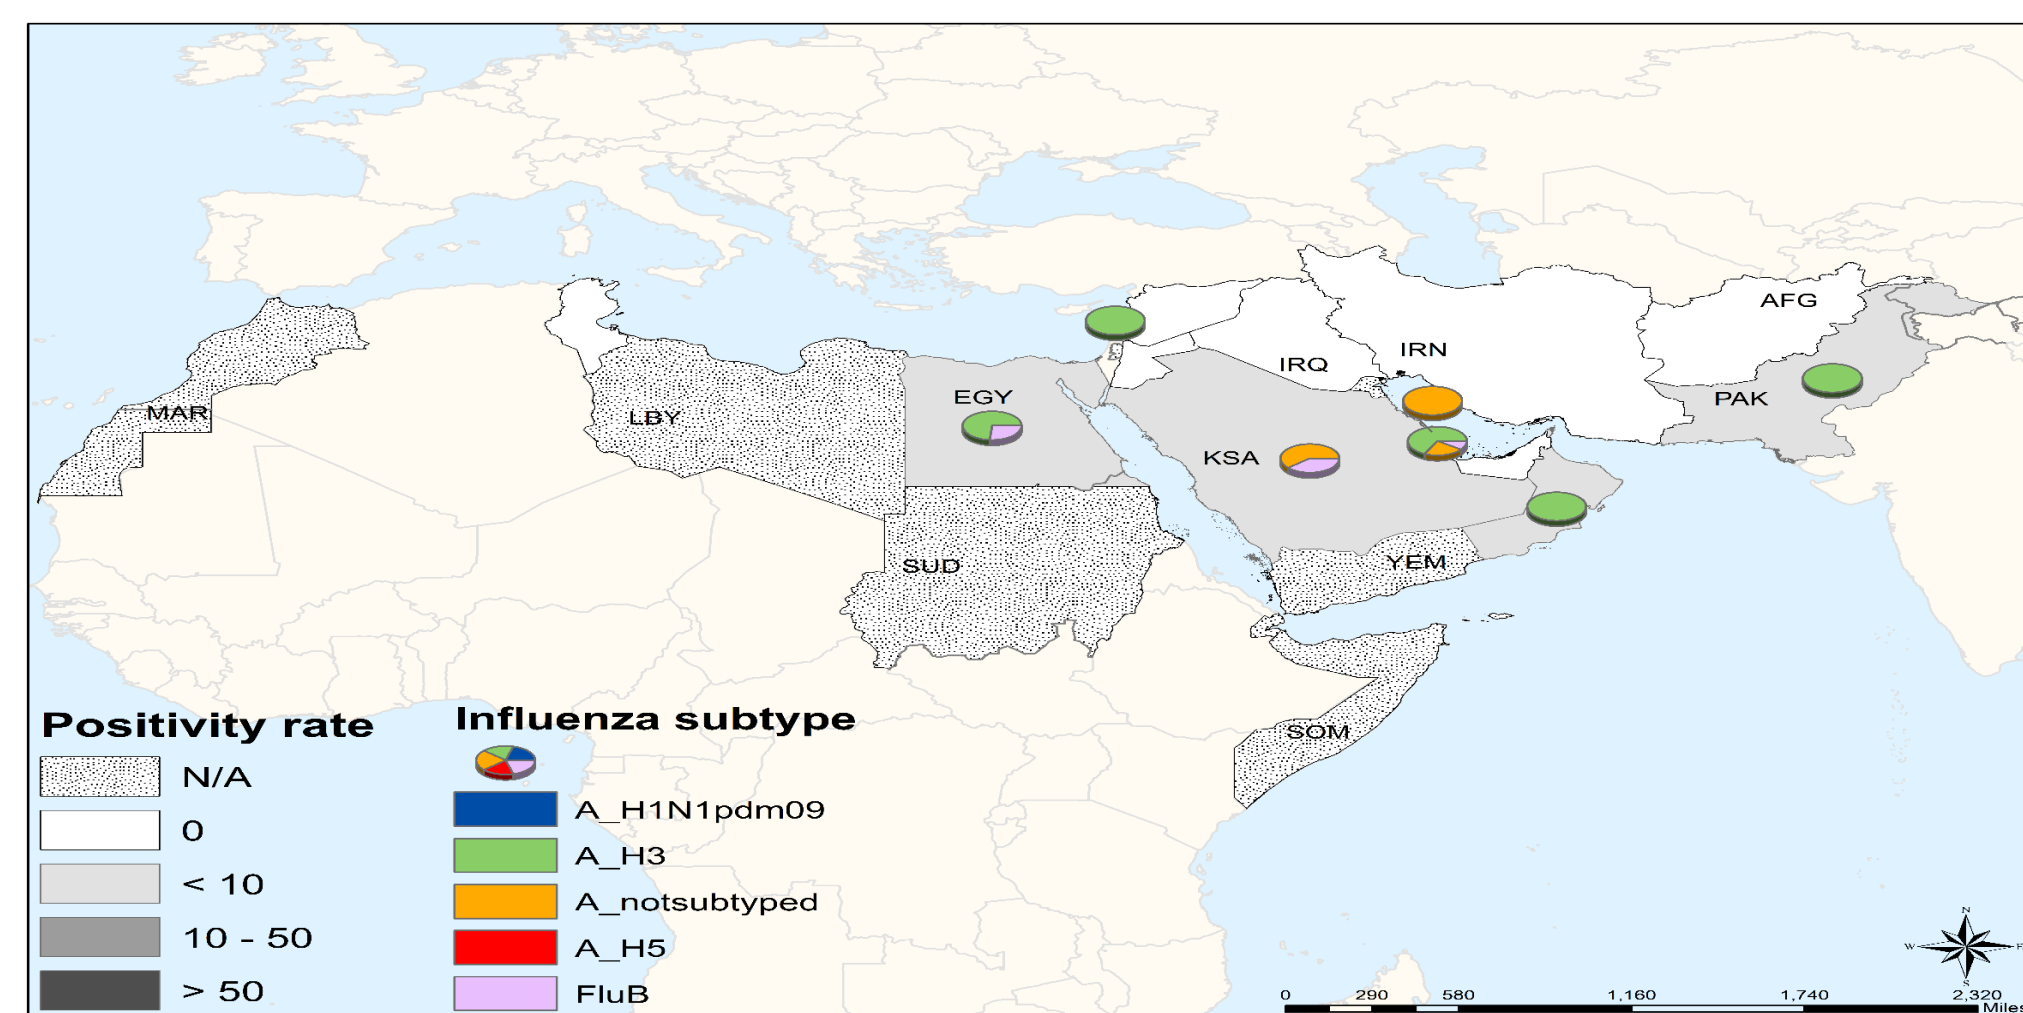 AFG
IRN
IRQ
PAK
EGY
MAR
LBY
KSA
YEM
SUD
SOM
Positivity rate
N/A
0
< 10
10 - 50
> 50
Influenza subtype
A_H1N1pdm09
A_H3
A_notsubtyped
A_H5
FluB
N
W E
S
0 290 580 1,160 1,740 2,320
Miles